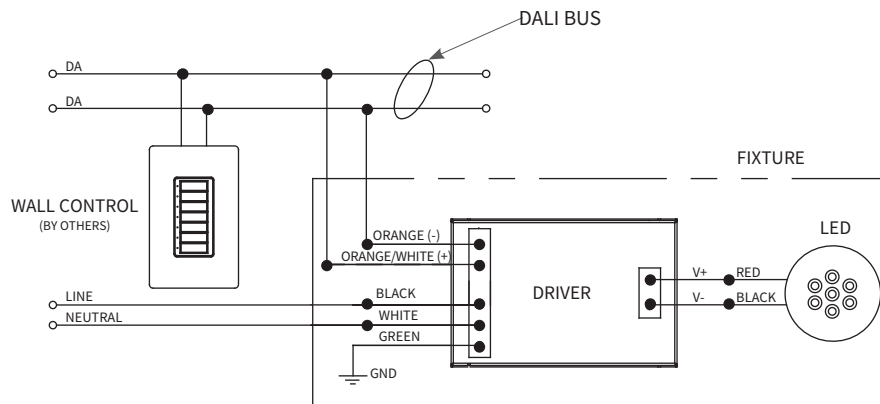 DALI BUS
DA
DA
FIXTURE
WALL CONTROL
(BY OTHERS)
LED
ORANGE (-)
ORANGE/WHITE (+)
V+
RED
DRIVER
LINE
BLACK
V-
BLACK
NEUTRAL
WHITE
GREEN
GND